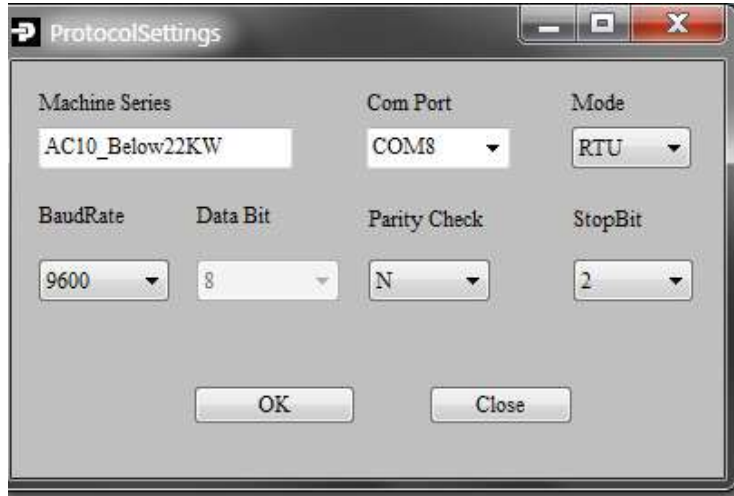 ProtocolSettings
Machine Series Com Port Mode
AC10_Below22KW COM8 RTU
BaudRate Data Bit Parity Check StopBit
9600 8 N 2
OK Close